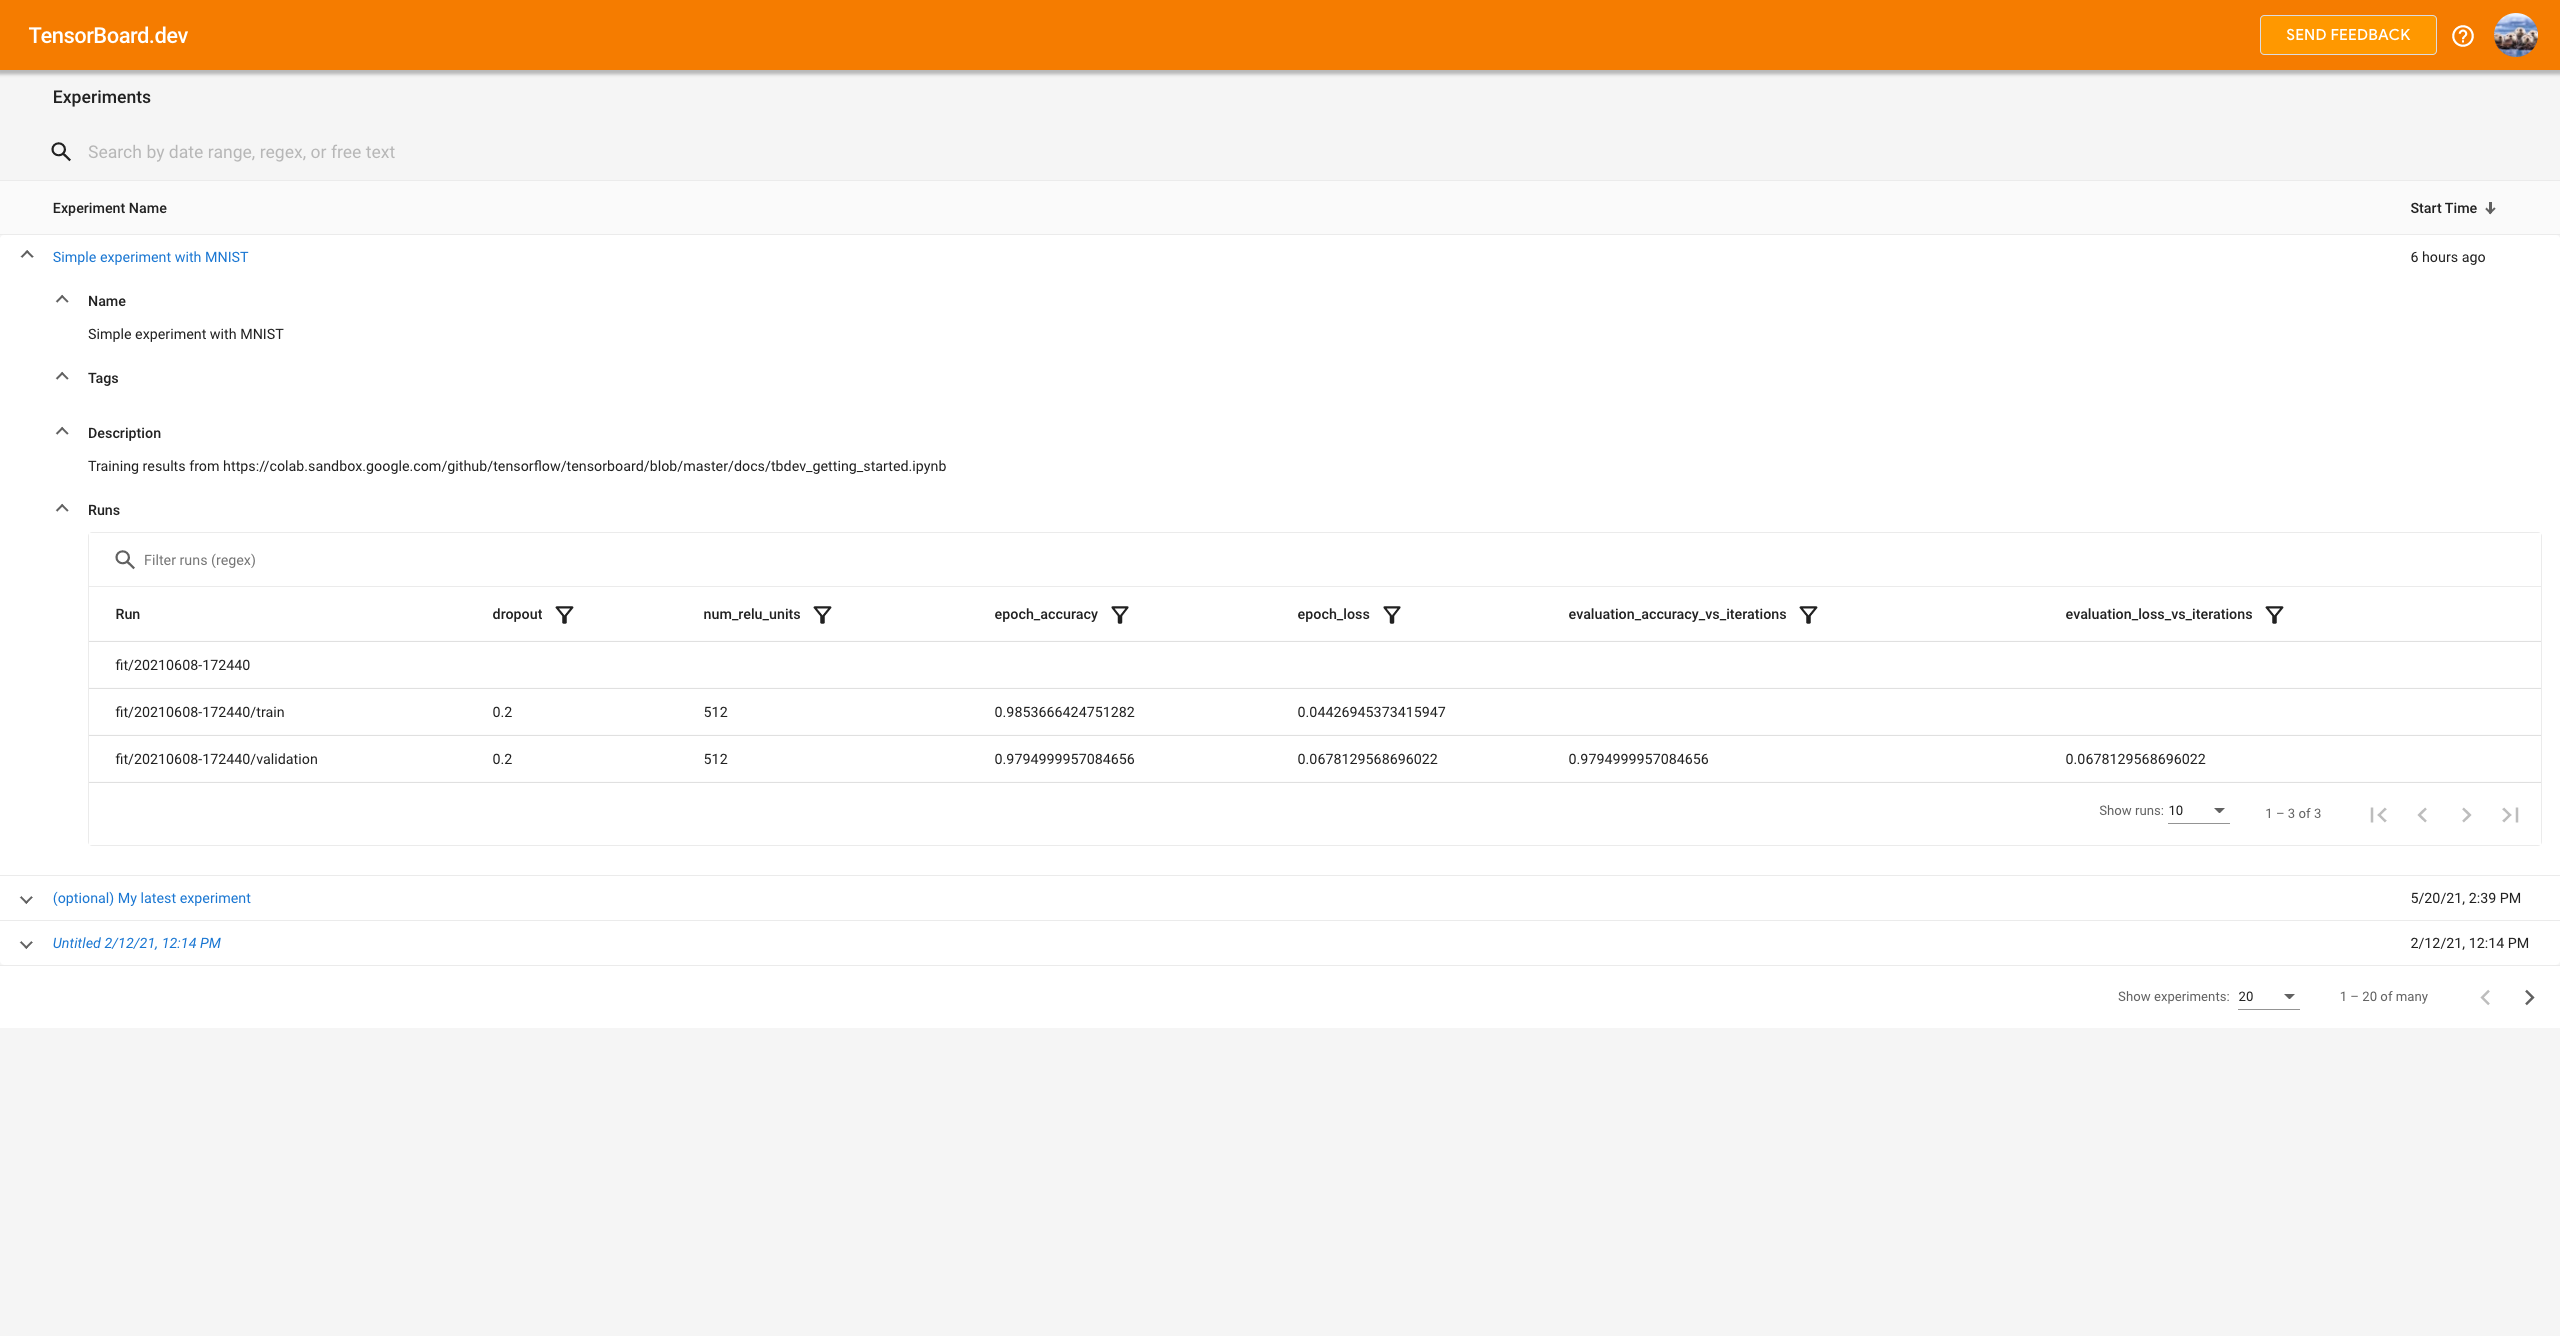 TensorBoard.dev SEND FEEDBACK
Experiments
Search by date range, regex, or free text
Experiment Name Start Time
Simple experiment with MNIST 6 hours ago
Name
Simple experiment with MNIST
Tags
Description
Training results from https://colab.sandbox.google.com/github/tensorflow/tensorboard/blob/master/docs/tbdev_getting_started.ipynb
Runs
Filter runs (regex)
Run dropout num_relu_units epoch_accuracy epoch_loss evaluation_accuracy_vs_iterations evaluation_loss_vs_iterations
fit/20210608-172440
fit/20210608-172440/train 0.2 512 0.9853666424751282 0.04426945373415947
fit/20210608-172440/validation 0.2 512 0.9794999957084656 0.0678129568696022 0.9794999957084656 0.0678129568696022
Show runs: 10 1 – 3 of 3
(optional) My latest experiment 5/20/21, 2:39 PM
Untitled 2/12/21, 12:14 PM 2/12/21, 12:14 PM
Show experiments: 20 1 – 20 of many